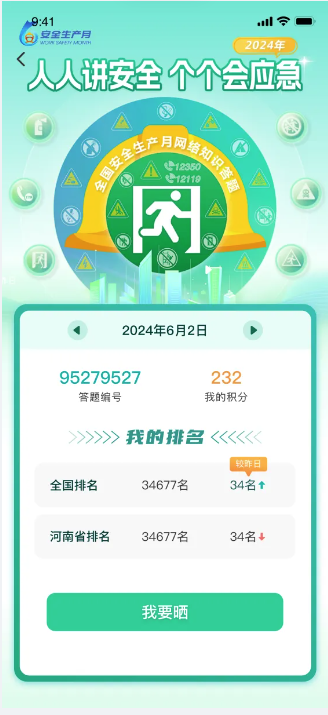 9:41
安全生产月
WORK SAFETY MONTH
2024年
人人讲安全 个个会应急
全国安全生产月网络知识答题
12350
12119
2024年6月2日
95279527
232
答题编号
我的积分
我的排名
较昨日
全国排名 34677名 34名
河南省排名 34677名 34名
我要晒